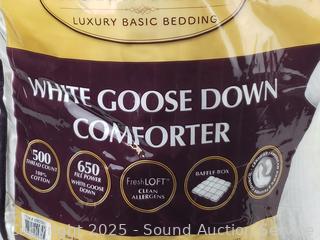 LUXURY BASIC BEDDING
WHITE GOOSE DOWN
COMFORTER
500
THREAD COUNT
100%
COTTON
650
FILL POWER
WHITE GOOSE
DOWN
FreshLOFT™
CLEAN
ALLERGENS
BAFFLE BOX
Copyright 2025 - Sound Auction Service